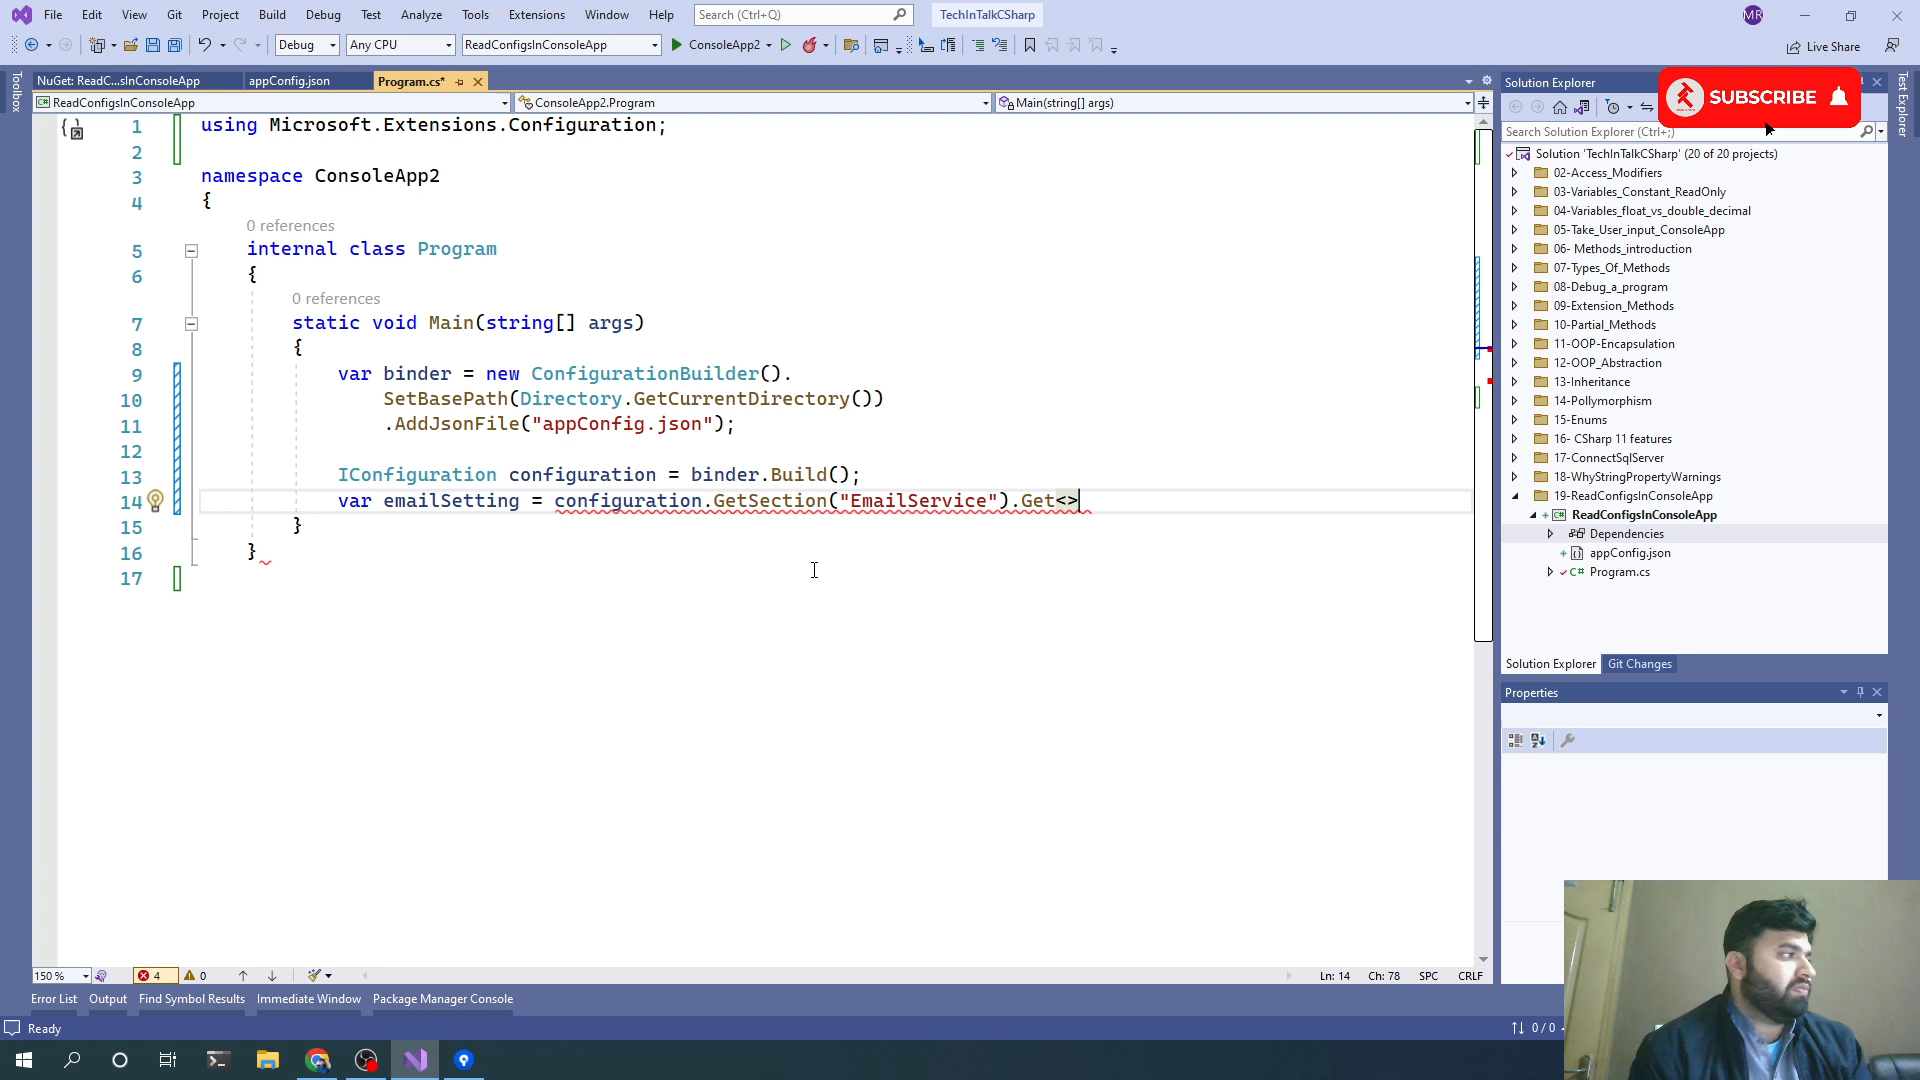 File Edit View Git Project Build Debug Test Analyze Tools Extensions Window Help Search (Ctrl+Q) TechInTalkCSharp MR
Debug Any CPU ReadConfigsInConsoleApp ConsoleApp2 Live Share
Toolbox
NuGet: ReadC...sInConsoleApp appConfig.json Program.cs*
ReadConfigsInConsoleApp ConsoleApp2.Program Main(string[] args)
1 using Microsoft.Extensions.Configuration;
2
3 namespace ConsoleApp2
4 {
0 references
5 internal class Program
6 {
0 references
7 static void Main(string[] args)
8 {
9 var binder = new ConfigurationBuilder().
10 SetBasePath(Directory.GetCurrentDirectory())
11 .AddJsonFile("appConfig.json");
12
13 IConfiguration configuration = binder.Build();
14 var emailSetting = configuration.GetSection("EmailService").Get<>
15 }
16 }
17
150 % 4 0 Ln: 14 Ch: 78 SPC CRLF
Error List Output Find Symbol Results Immediate Window Package Manager Console
Ready 0 / 0
Solution Explorer
SUBSCRIBE
Test Explorer
Search Solution Explorer (Ctrl+;)
Solution 'TechInTalkCSharp' (20 of 20 projects)
02-Access_Modifiers
03-Variables_Constant_ReadOnly
04-Variables_float_vs_double_decimal
05-Take_User_input_ConsoleApp
06- Methods_introduction
07-Types_Of_Methods
08-Debug_a_program
09-Extension_Methods
10-Partial_Methods
11-OOP-Encapsulation
12-OOP_Abstraction
13-Inheritance
14-Pollymorphism
15-Enums
16- CSharp 11 features
17-ConnectSqlServer
18-WhyStringPropertyWarnings
19-ReadConfigsInConsoleApp
C# ReadConfigsInConsoleApp
Dependencies
appConfig.json
C# Program.cs
Solution Explorer Git Changes
Properties